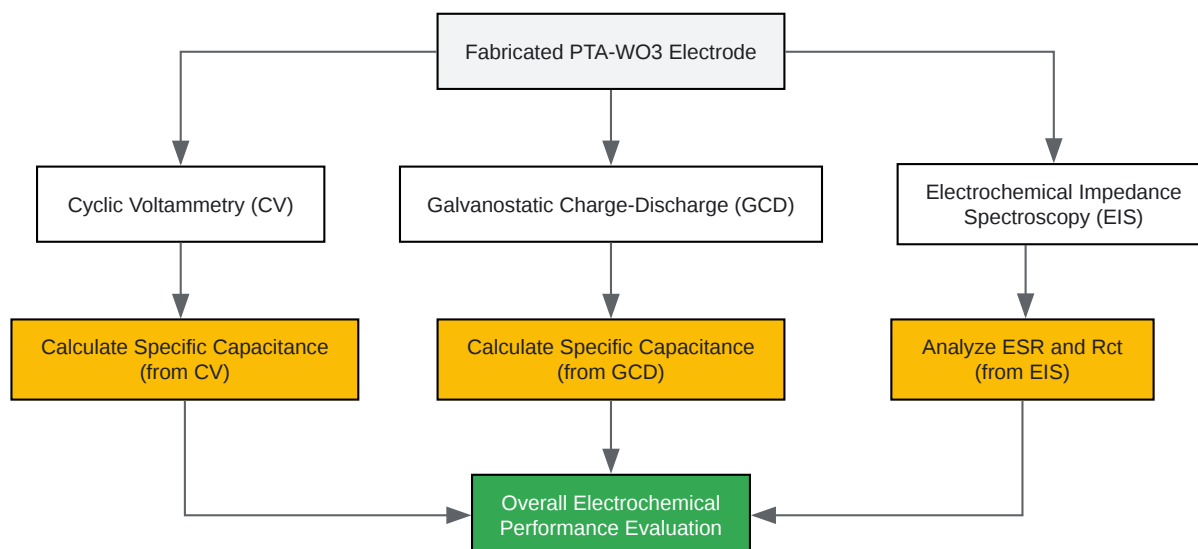 Fabricated PTA-WO3 Electrode
Cyclic Voltammetry (CV)
Galvanostatic Charge-Discharge (GCD)
Electrochemical Impedance
Spectroscopy (EIS)
Calculate Specific Capacitance
(from CV)
Calculate Specific Capacitance
(from GCD)
Analyze ESR and Rct
(from EIS)
Overall Electrochemical
Performance Evaluation